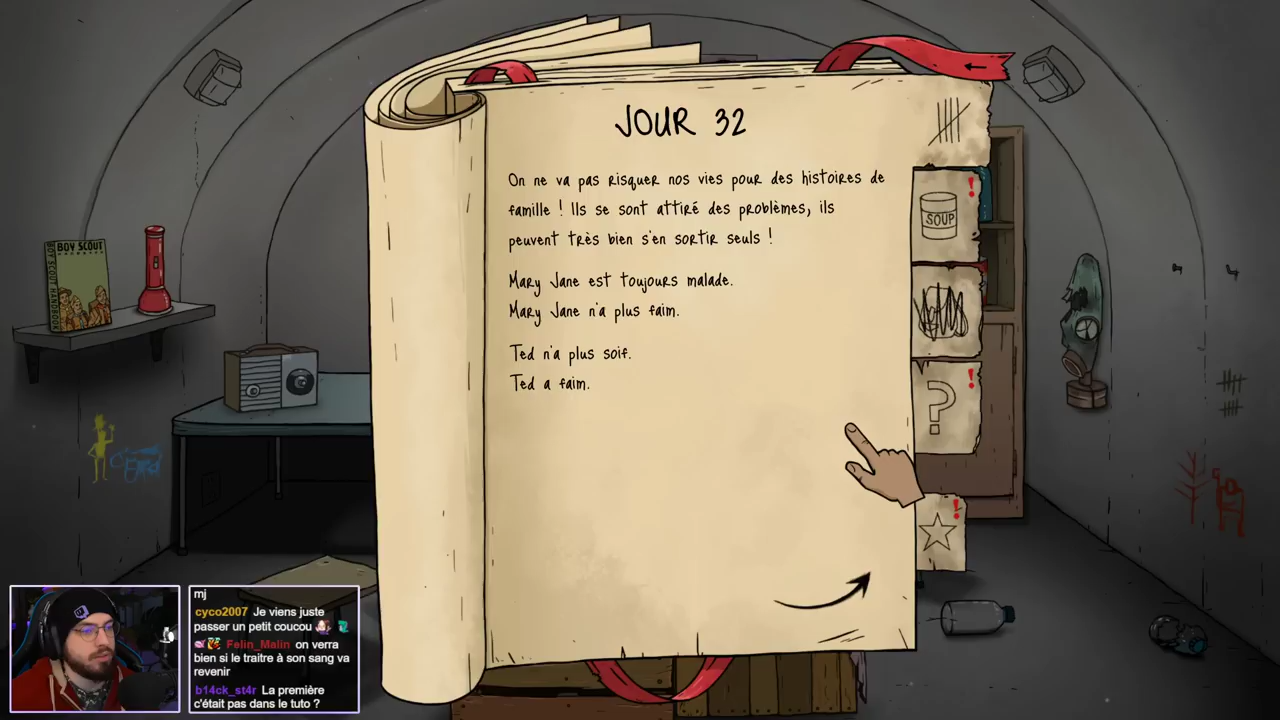 JOUR 32
On ne va pas risquer nos vies pour des histoires de
famille ! Ils se sont attiré des problèmes, ils
peuvent très bien s'en sortir seuls !
Mary Jane est toujours malade.
Mary Jane n'a plus faim.
Ted n'a plus soif.
Ted a faim.
SOUP
!
?
!
!
BOY SCOUT
BOY SCOUT HANDBOOK
mj
cyco2007 Je viens juste
passer un petit coucou
Felin_Malin on verra
bien si le traitre à son sang va
revenir
b14ck_st4r La première
c'était pas dans le tuto ?